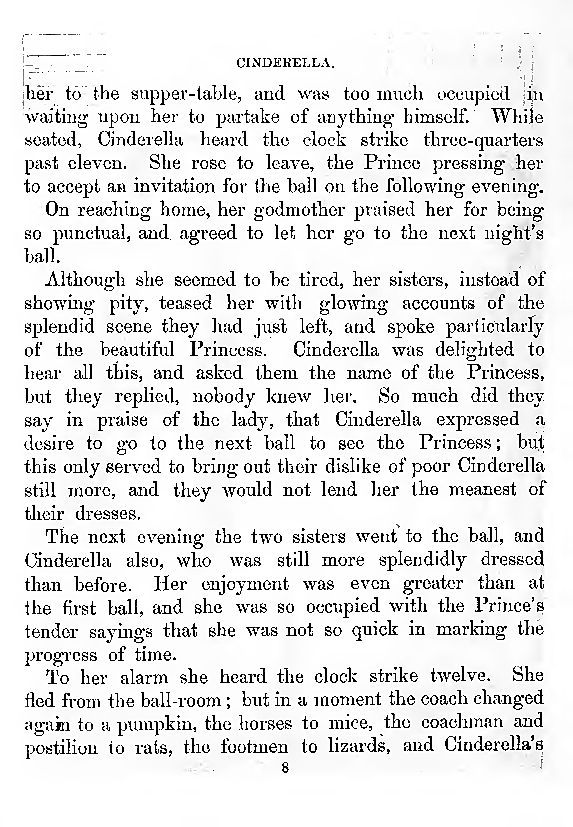 CINDERELLA.
her to the supper-table, and was too much occupied in
waiting upon her to partake of anything himself. While
seated, Cinderella heard the clock strike three-quarters
past eleven. She rose to leave, the Prince pressing her
to accept an invitation for the ball on the following evening.
On reaching home, her godmother praised her for being
so punctual, and agreed to let her go to the next night's
ball.
Although she seemed to be tired, her sisters, instead of
showing pity, teased her with glowing accounts of the
splendid scene they had just left, and spoke particularly
of the beautiful Princess. Cinderella was delighted to
hear all this, and asked them the name of the Princess,
but they replied, nobody knew her. So much did they
say in praise of the lady, that Cinderella expressed a
desire to go to the next ball to see the Princess; but
this only served to bring out their dislike of poor Cinderella
still more, and they would not lend her the meanest of
their dresses.
The next evening the two sisters went to the ball, and
Cinderella also, who was still more splendidly dressed
than before. Her enjoyment was even greater than at
the first ball, and she was so occupied with the Prince's
tender sayings that she was not so quick in marking the
progress of time.
To her alarm she heard the clock strike twelve. She
fled from the ball-room; but in a moment the coach changed
again to a pumpkin, the horses to mice, the coachman and
postilion to rats, the footmen to lizards, and Cinderella's
8